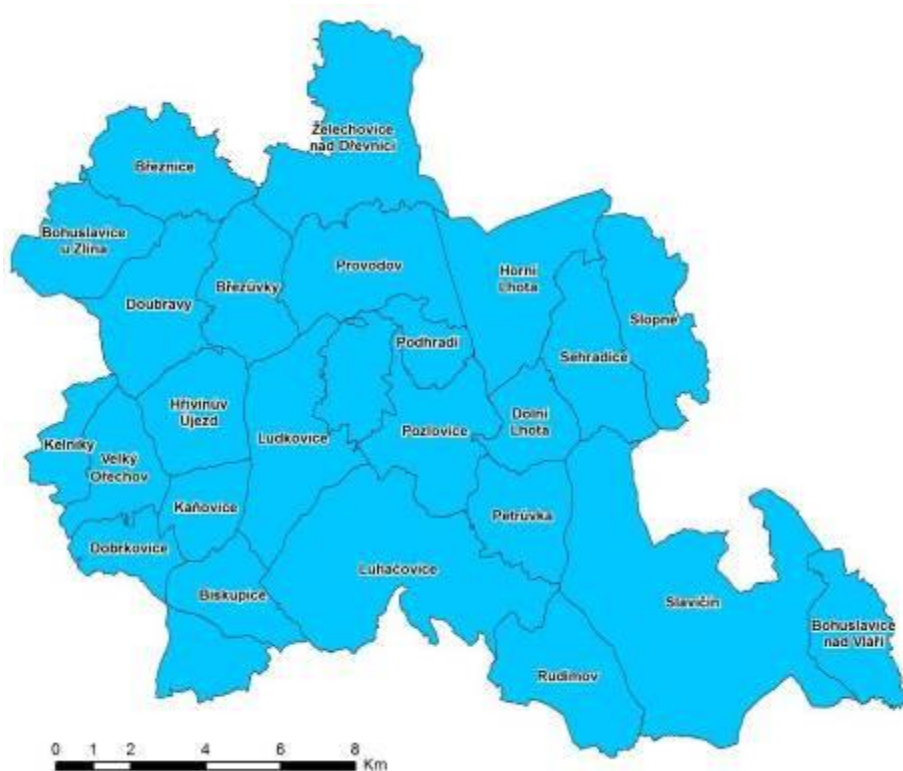 Želechovice
nad Dřevnicí
Březnice
Bohuslavice
u Zlína
Provodov
Horní
Lhota
Březůvky
Doubravy
Slopné
Podhradí
Sehradice
Hřivínův
Újezd
Dolní
Lhota
Ludkovice
Pozlovice
Kelníky
Velký
Ořechov
Kaňovice
Petrůvka
Dobrkovice
Luhačovice
Biskupice
Slavičín
Bohuslavice
nad Vláří
Rudimov
0 1 2 4 6 8
Km